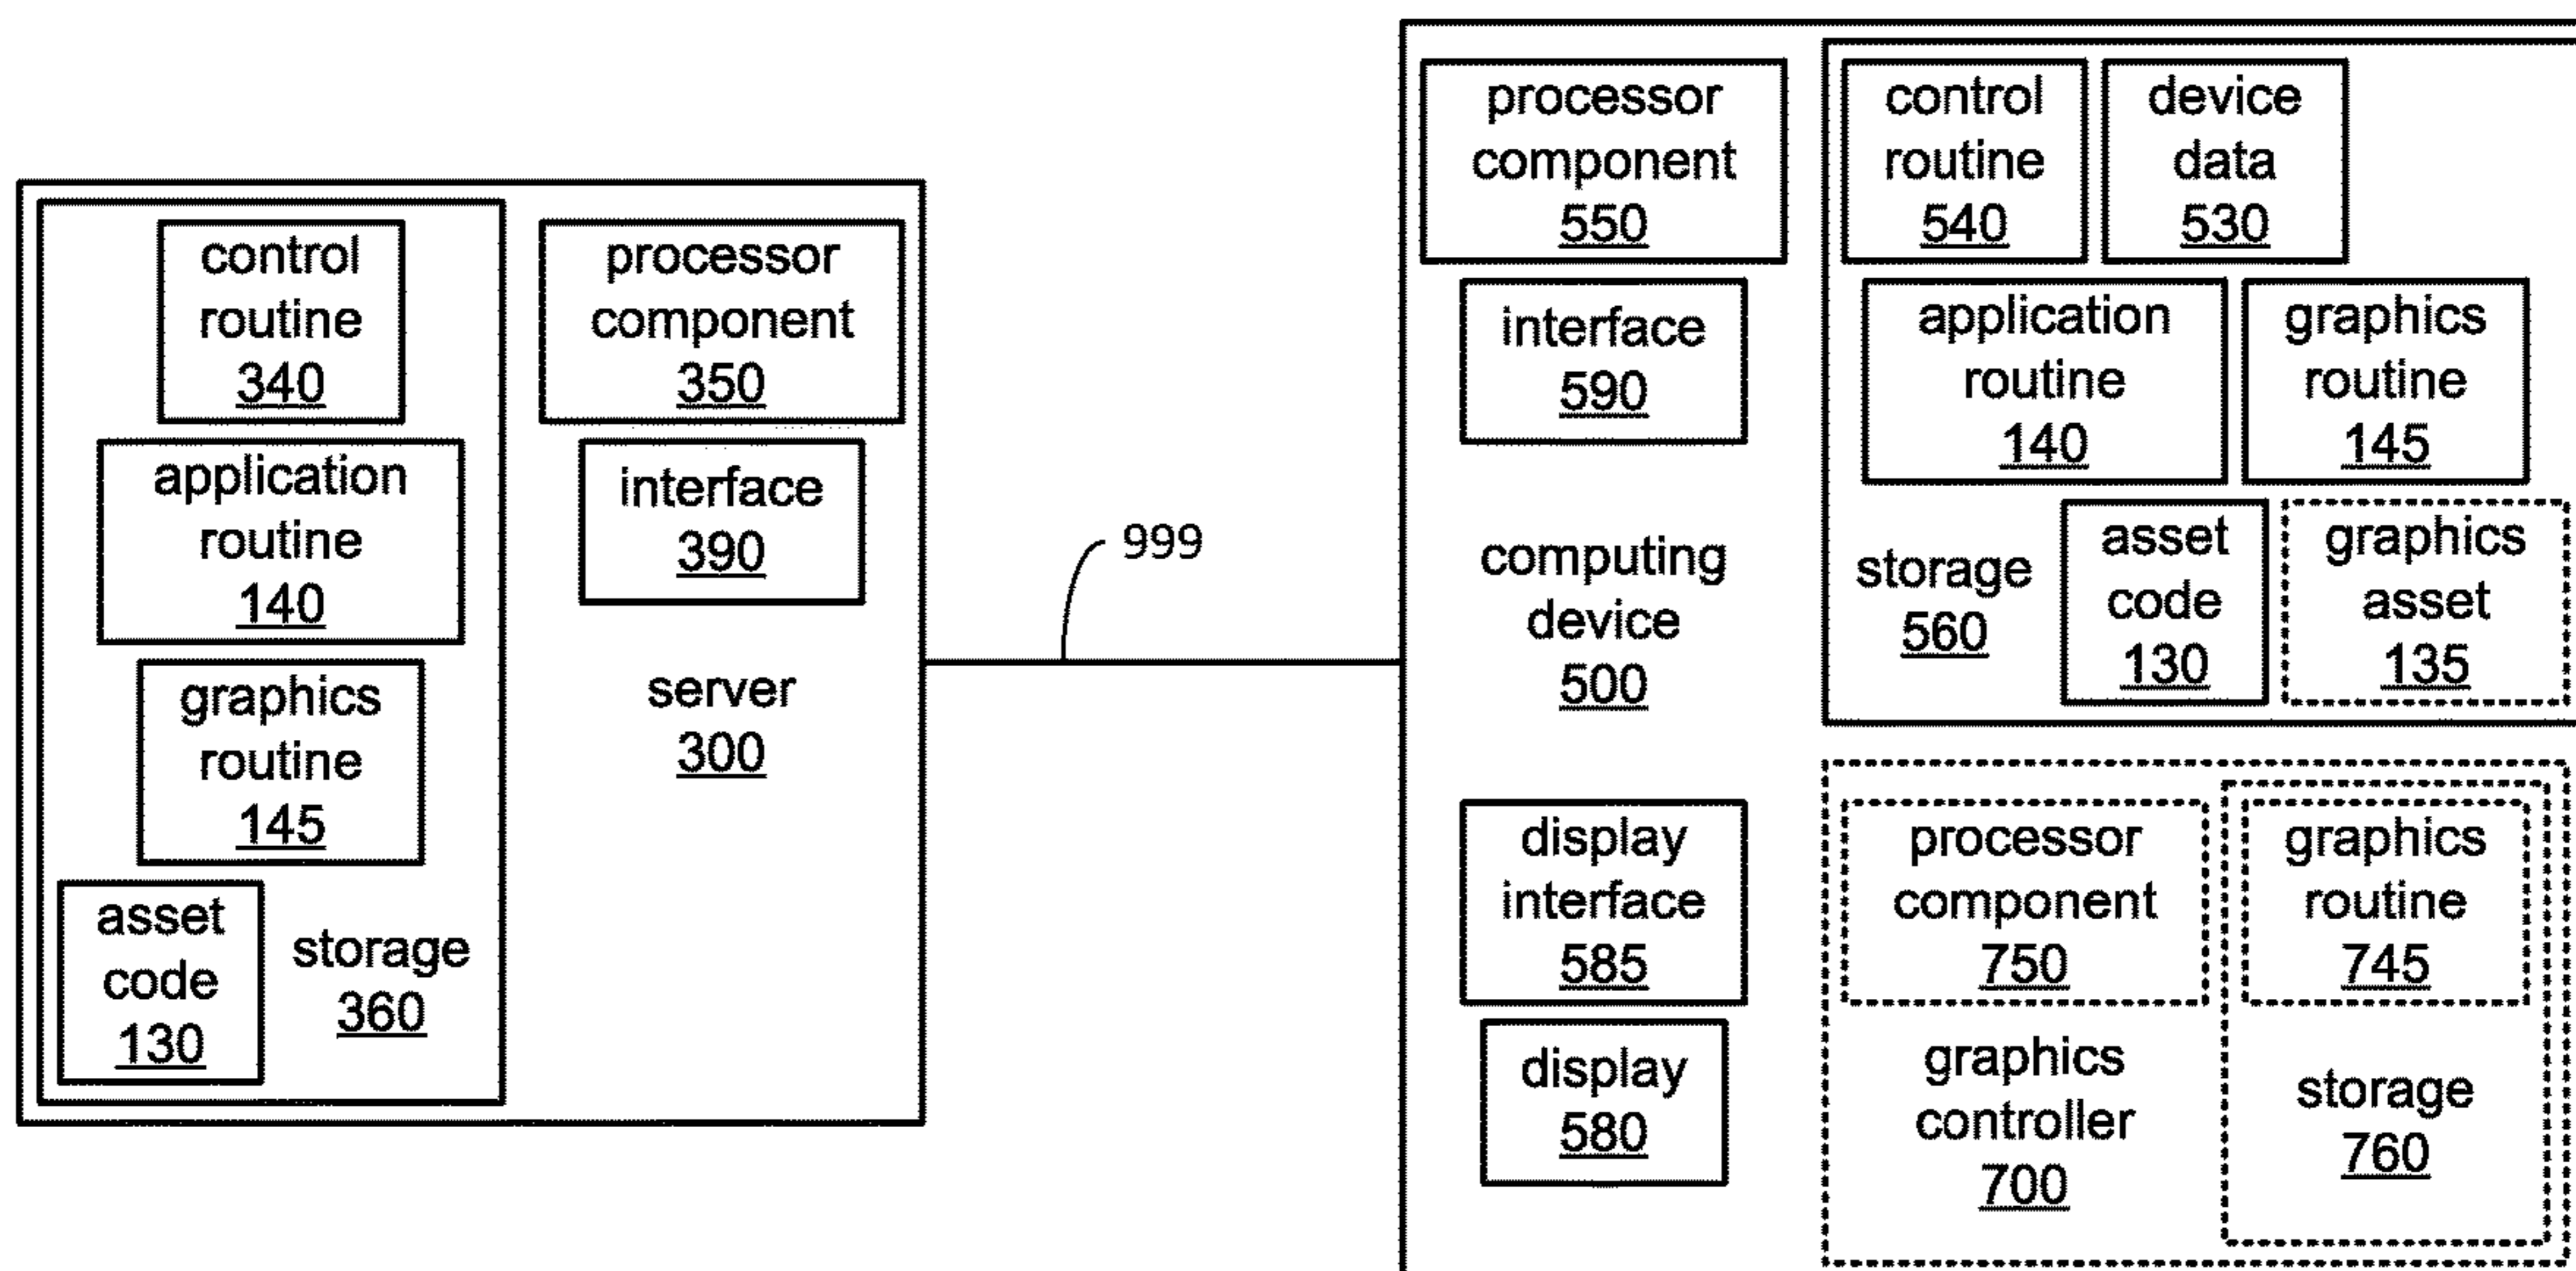 control
routine
340
application
routine
140
graphics
routine
145
asset
code
130
storage
360
processor
component
350
interface
390
server
300
999
processor
component
550
interface
590
computing
device
500
display
interface
585
display
580
control
routine
540
device
data
530
application
routine
140
graphics
routine
145
storage
560
asset
code
130
graphics
asset
135
processor
component
750
graphics
controller
700
graphics
routine
745
storage
760